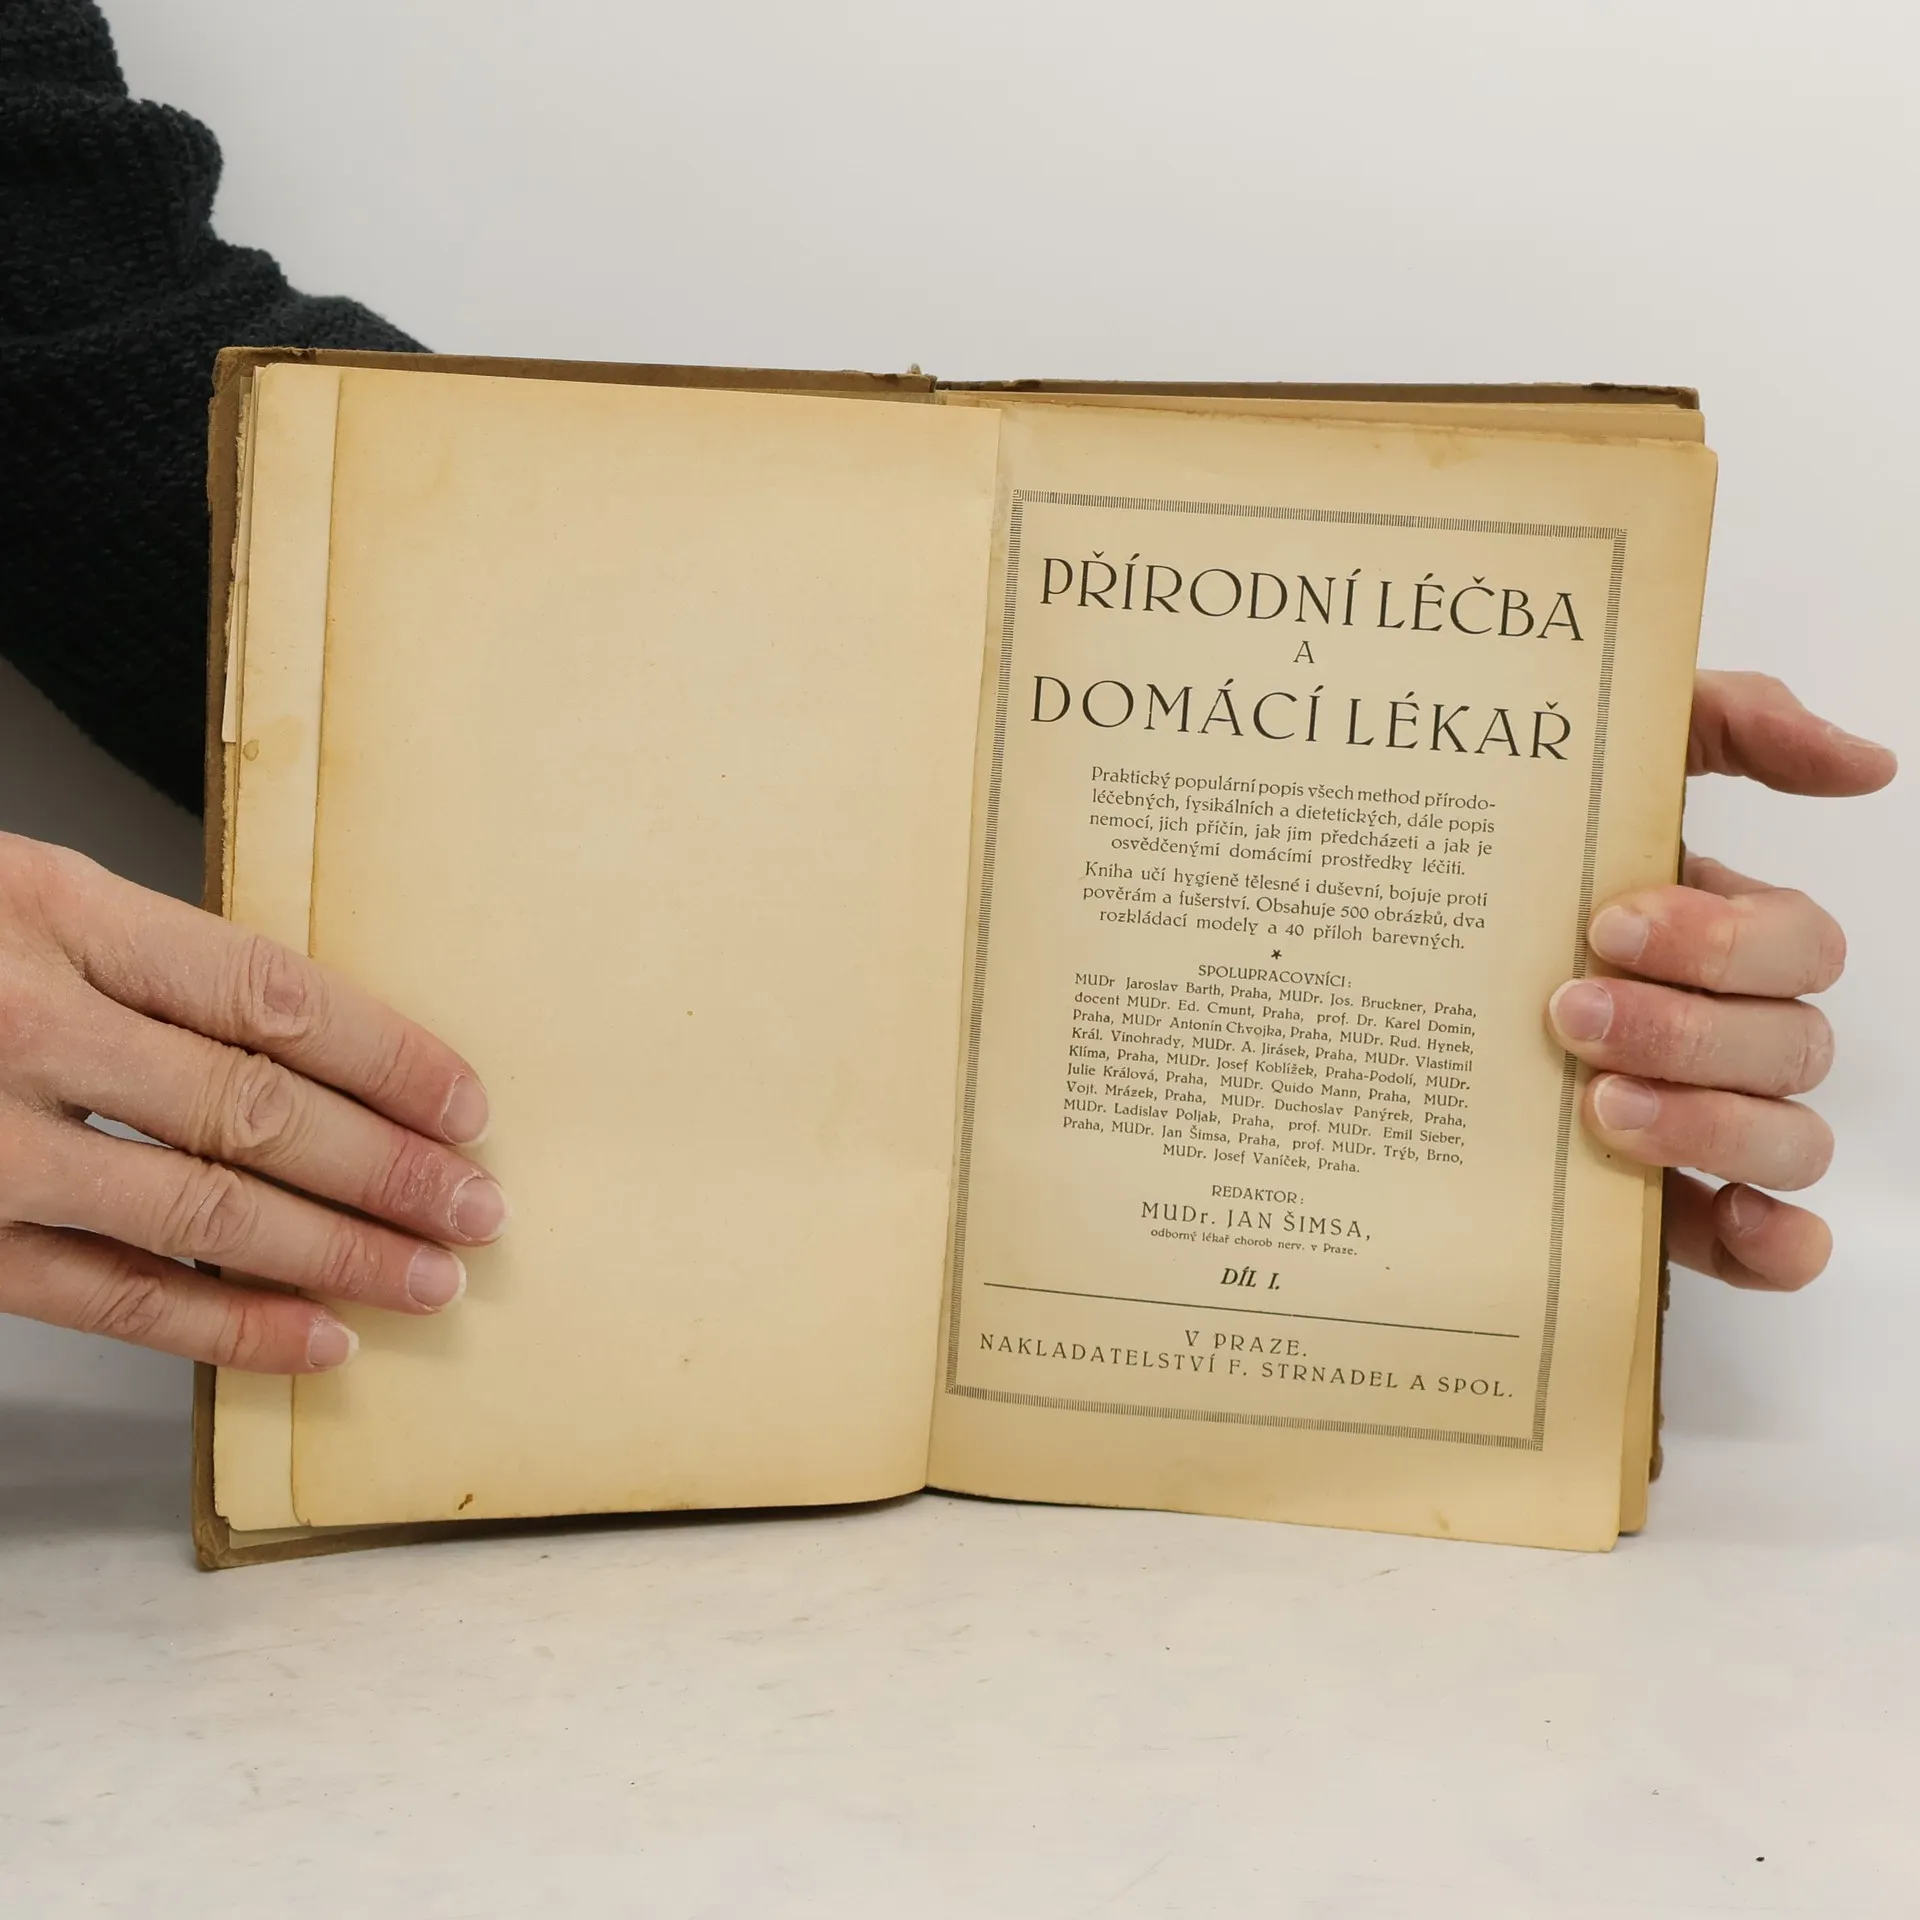 PŘÍRODNÍ LÉČBA
A
DOMÁCÍ LÉKAŘ
Praktický populární popis všech method přírodo-
léčebných, fysikálních a dietetických, dále popis
nemocí, jich příčin, jak jim předcházeti a jak je
osvědčenými domácími prostředky léčiti.
Kniha učí hygieně tělesné i duševní, bojuje proti
pověrám a fušerství. Obsahuje 500 obrázků, dva
rozkládací modely a 40 příloh barevných.
*
SPOLUPRACOVNÍCI:
MUDr Jaroslav Barth, Praha, MUDr. Jos. Bruckner, Praha,
docent MUDr. Ed. Cmunt, Praha, prof. Dr. Karel Domin,
Praha, MUDr Antonín Chvojka, Praha, MUDr. Rud. Hynek,
Král. Vinohrady, MUDr. A. Jirásek, Praha, MUDr. Vlastimil
Klíma, Praha, MUDr. Josef Koblížek, Praha-Podolí, MUDr.
Julie Králová, Praha, MUDr. Quido Mann, Praha, MUDr.
Vojt. Mrázek, Praha, MUDr. Duchoslav Panýrek, Praha,
MUDr. Ladislav Poljak, Praha, prof. MUDr. Emil Sieber,
Praha, MUDr. Jan Šimsa, Praha, prof. MUDr. Trýb, Brno,
MUDr. Josef Vaníček, Praha.
REDAKTOR:
MUDr. JAN ŠIMSA,
odborný lékař chorob nerv. v Praze.
DÍL I.
V PRAZE.
NAKLADATELSTVÍ F. STRNADEL A SPOL.